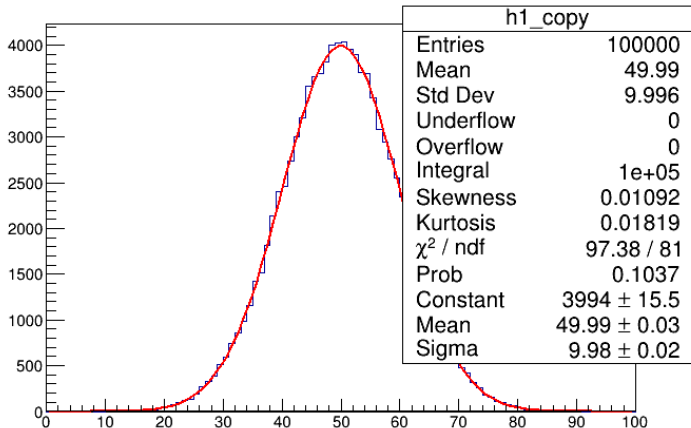 h1_copy
Entries 100000
Mean 49.99
Std Dev 9.996
Underflow 0
Overflow 0
Integral 1e+05
Skewness 0.01092
Kurtosis 0.01819
χ² / ndf 97.38 / 81
Prob 0.1037
Constant 3994 ± 15.5
Mean 49.99 ± 0.03
Sigma 9.98 ± 0.02
4000
3500
3000
2500
2000
1500
1000
500
0
0 10 20 30 40 50 60 70 80 90 100